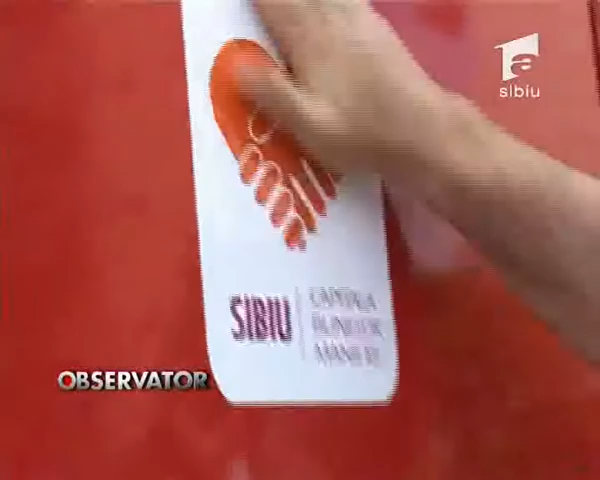 a
sibiu
SIBIU
CAPITALA
BUNELOR
MANIERE
OBSERVATOR